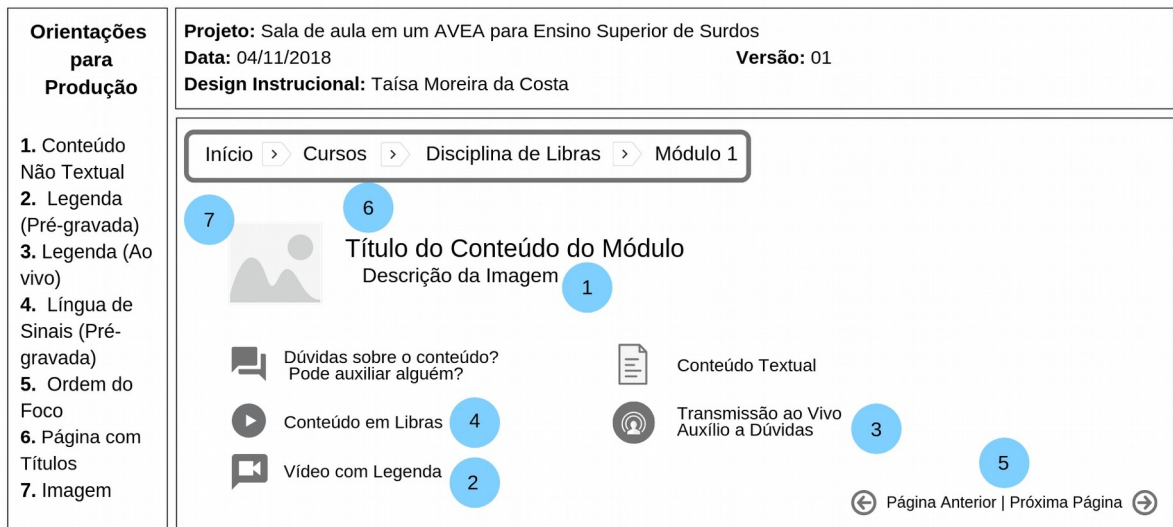 Orientações
para
Produção
1. Conteúdo
Não Textual
2. Legenda
(Pré-gravada)
3. Legenda (Ao
vivo)
4. Língua de
Sinais (Pré-
gravada)
5. Ordem do
Foco
6. Página com
Títulos
7. Imagem
Projeto: Sala de aula em um AVEA para Ensino Superior de Surdos
Data: 04/11/2018 Versão: 01
Design Instrucional: Taísa Moreira da Costa
Início > Cursos > Disciplina de Libras > Módulo 1
7
6
Título do Conteúdo do Módulo
Descrição da Imagem
1
Dúvidas sobre o conteúdo?
Pode auxiliar alguém?
Conteúdo Textual
Conteúdo em Libras
4
Transmissão ao Vivo
Auxílio a Dúvidas
3
Vídeo com Legenda
2
5
Página Anterior | Próxima Página